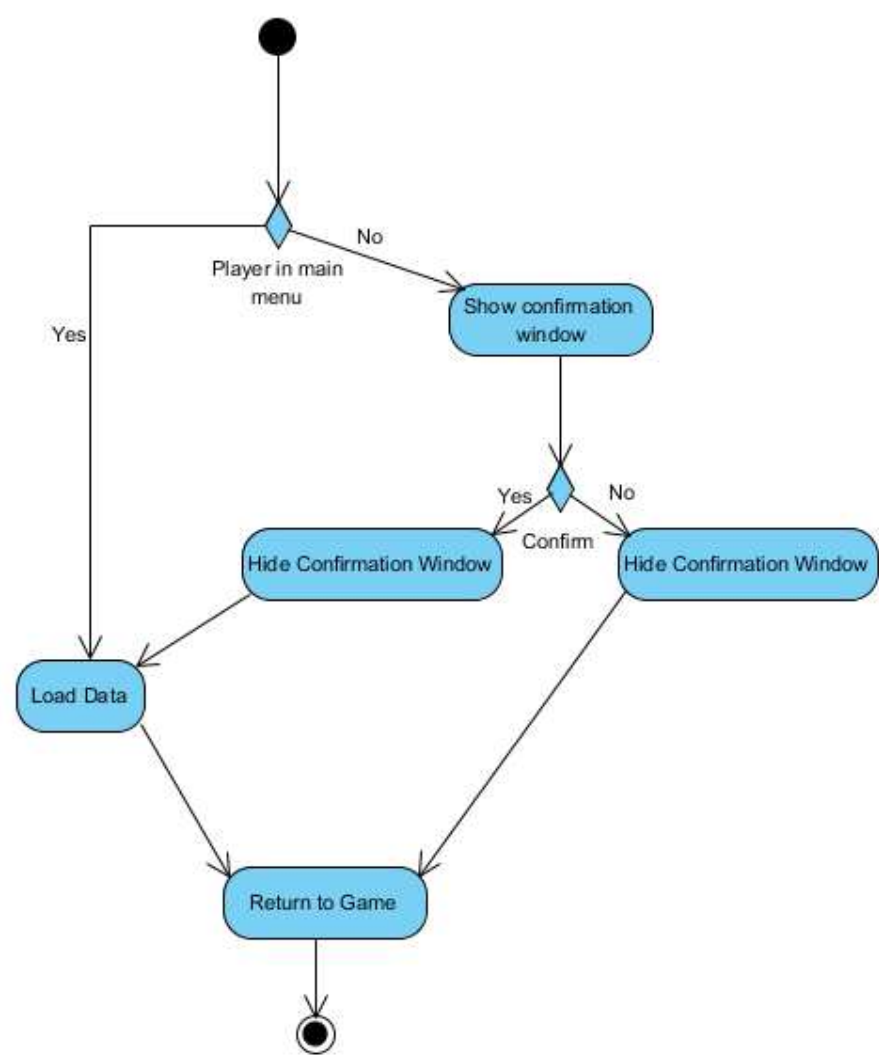 No
Player in main
menu
Yes
Show confirmation
window
Yes
No
Confirm
Hide Confirmation Window
Hide Confirmation Window
Load Data
Return to Game